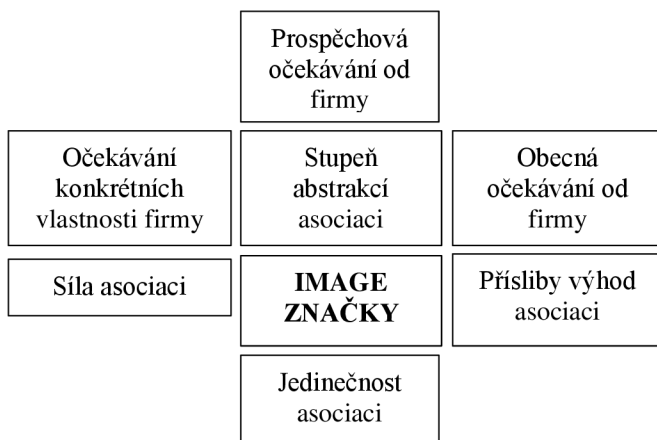 Prospěchová
očekávání od
firmy
Očekávání
konkrétních
vlastnosti firmy
Stupeň
abstrakcí
asociaci
Obecná
očekávání od
firmy
Síla asociaci
IMAGE
ZNAČKY
Přísliby výhod
asociaci
Jedinečnost
asociaci